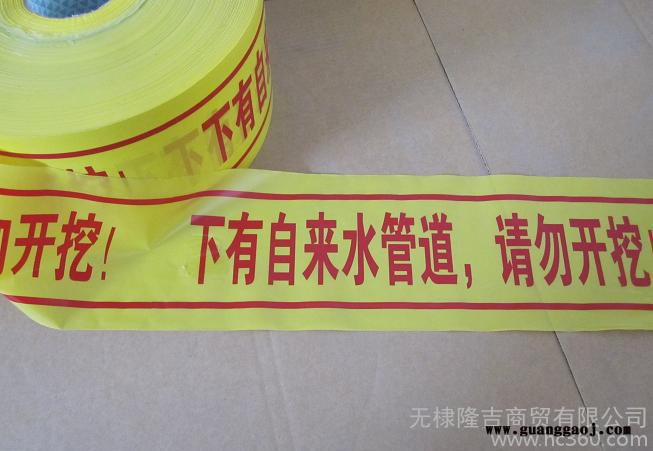 下有自
勿开挖! 下有自来水管道，请勿开挖!
无棣隆吉商贸有限公司
www.guanggaoj.com
www.hc360.com